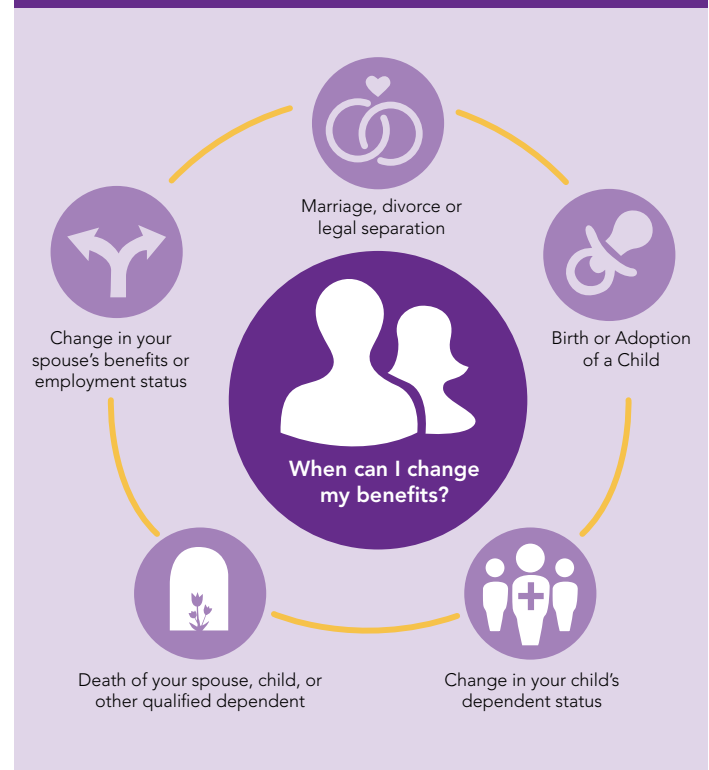 Marriage, divorce or
legal separation
Birth or Adoption
of a Child
Change in your
spouse's benefits or
employment status
When can I change
my benefits?
Death of your spouse, child, or
other qualified dependent
Change in your child's
dependent status